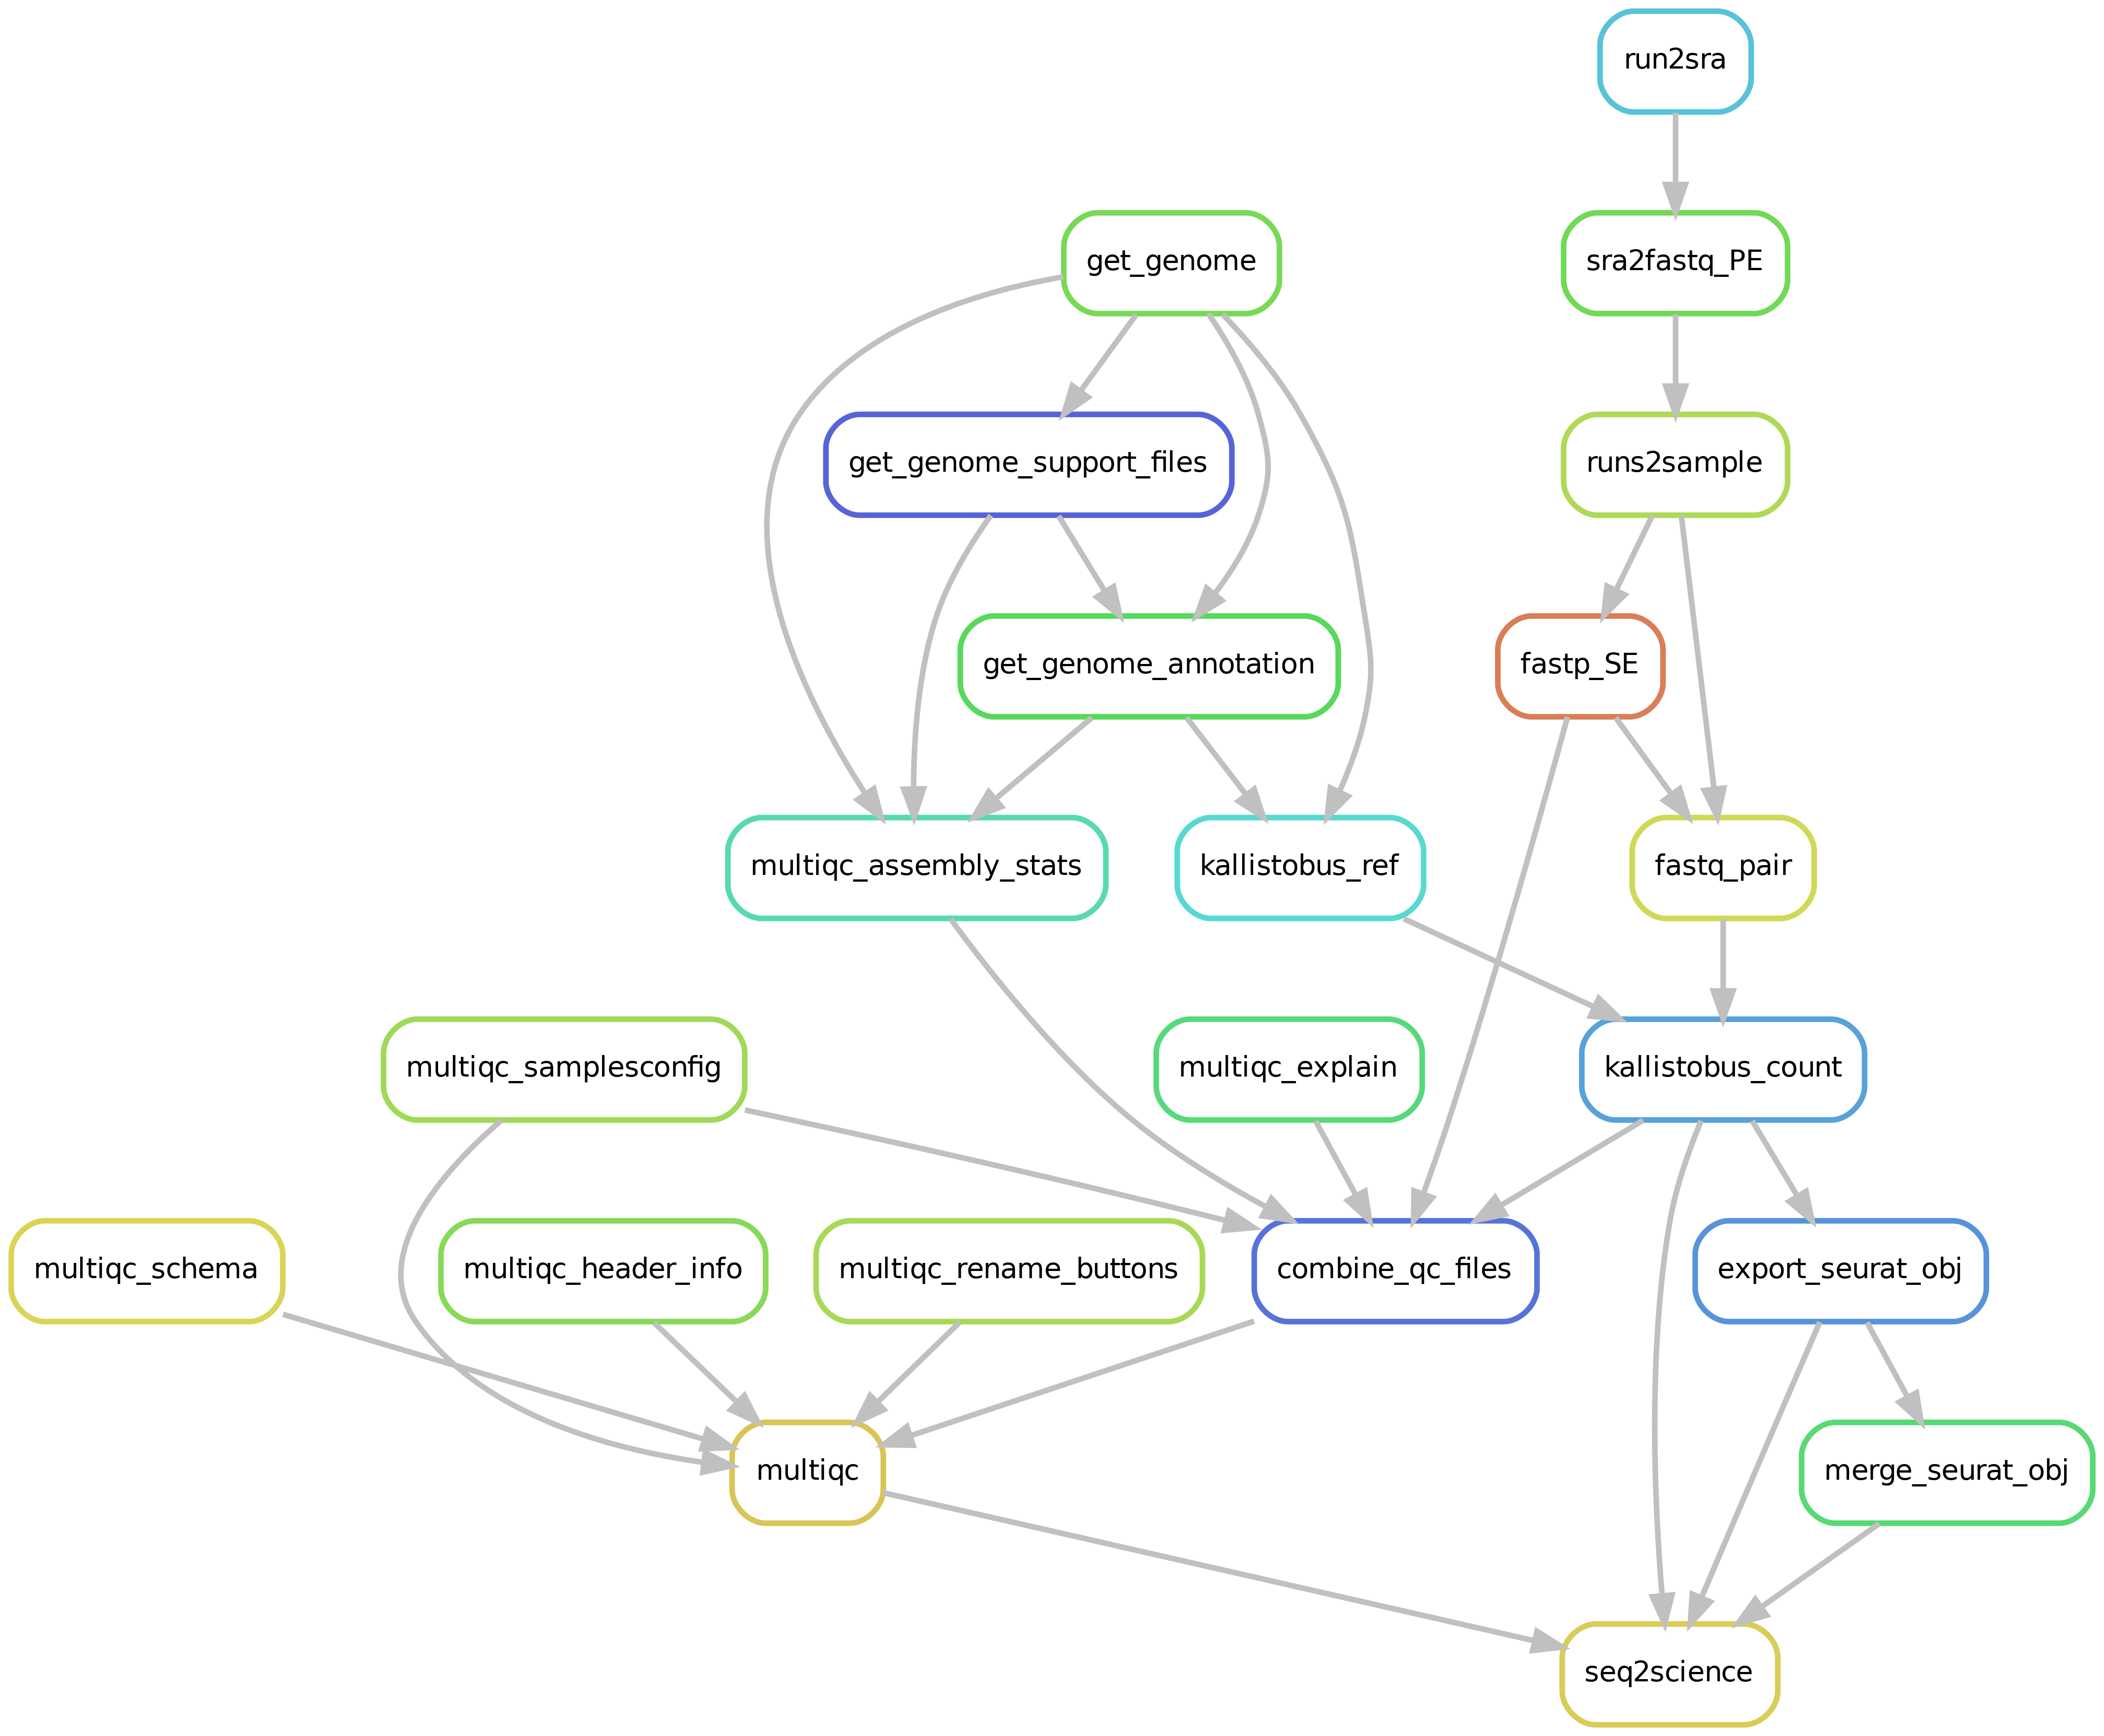 run2sra
get_genome
sra2fastq_PE
get_genome_support_files
runs2sample
get_genome_annotation
fastp_SE
multiqc_assembly_stats
kallistobus_ref
fastq_pair
multiqc_samplesconfig
multiqc_explain
kallistobus_count
multiqc_schema
multiqc_header_info
multiqc_rename_buttons
combine_qc_files
export_seurat_obj
multiqc
merge_seurat_obj
seq2science